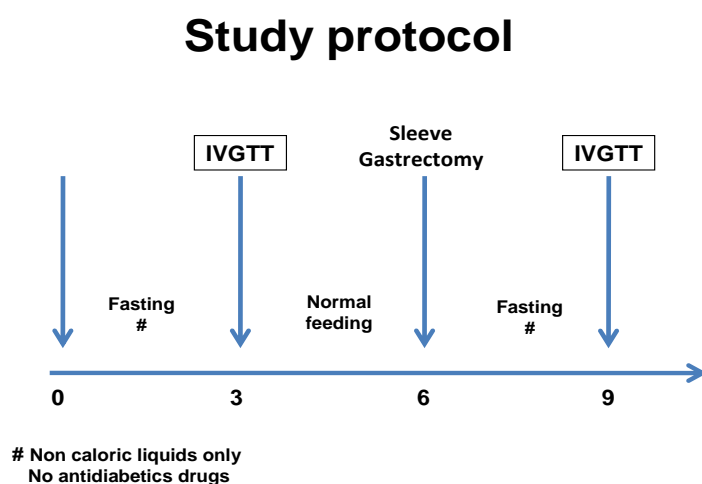 Study protocol
IVGTT
Sleeve
Gastrectomy
IVGTT
Fasting
#
Normal
feeding
Fasting
#
0 3 6 9
# Non caloric liquids only
No antidiabetics drugs